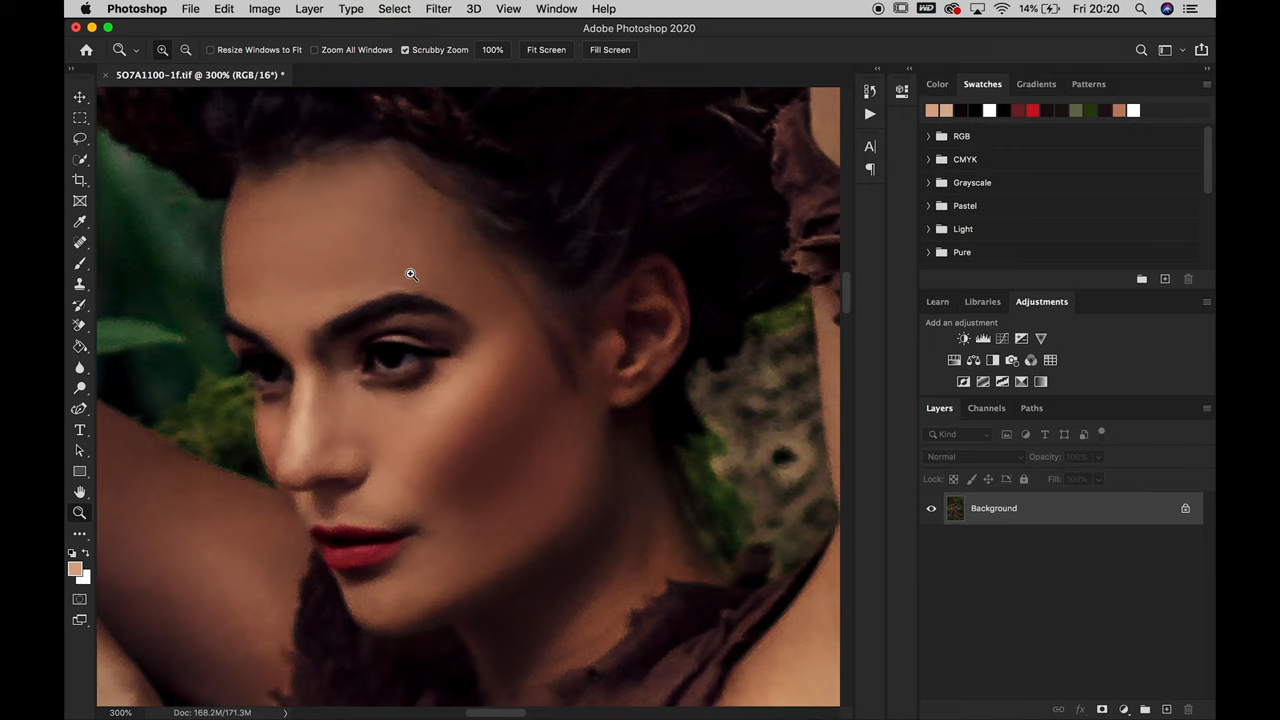 Photoshop File Edit Image Layer Type Select Filter 3D View Window Help 14% Fri 20:20
Adobe Photoshop 2020
Resize Windows to Fit Zoom All Windows Scrubby Zoom 100% Fit Screen Fill Screen
5O7A1100-1f.tif @ 300% (RGB/16*) *
Color Swatches Gradients Patterns
RGB
CMYK
Grayscale
Pastel
Light
Pure
Learn Libraries Adjustments
Add an adjustment
Layers Channels Paths
Kind
Normal Opacity: 100%
Lock: Fill: 100%
Background
300% Doc: 168.2M/171.3M